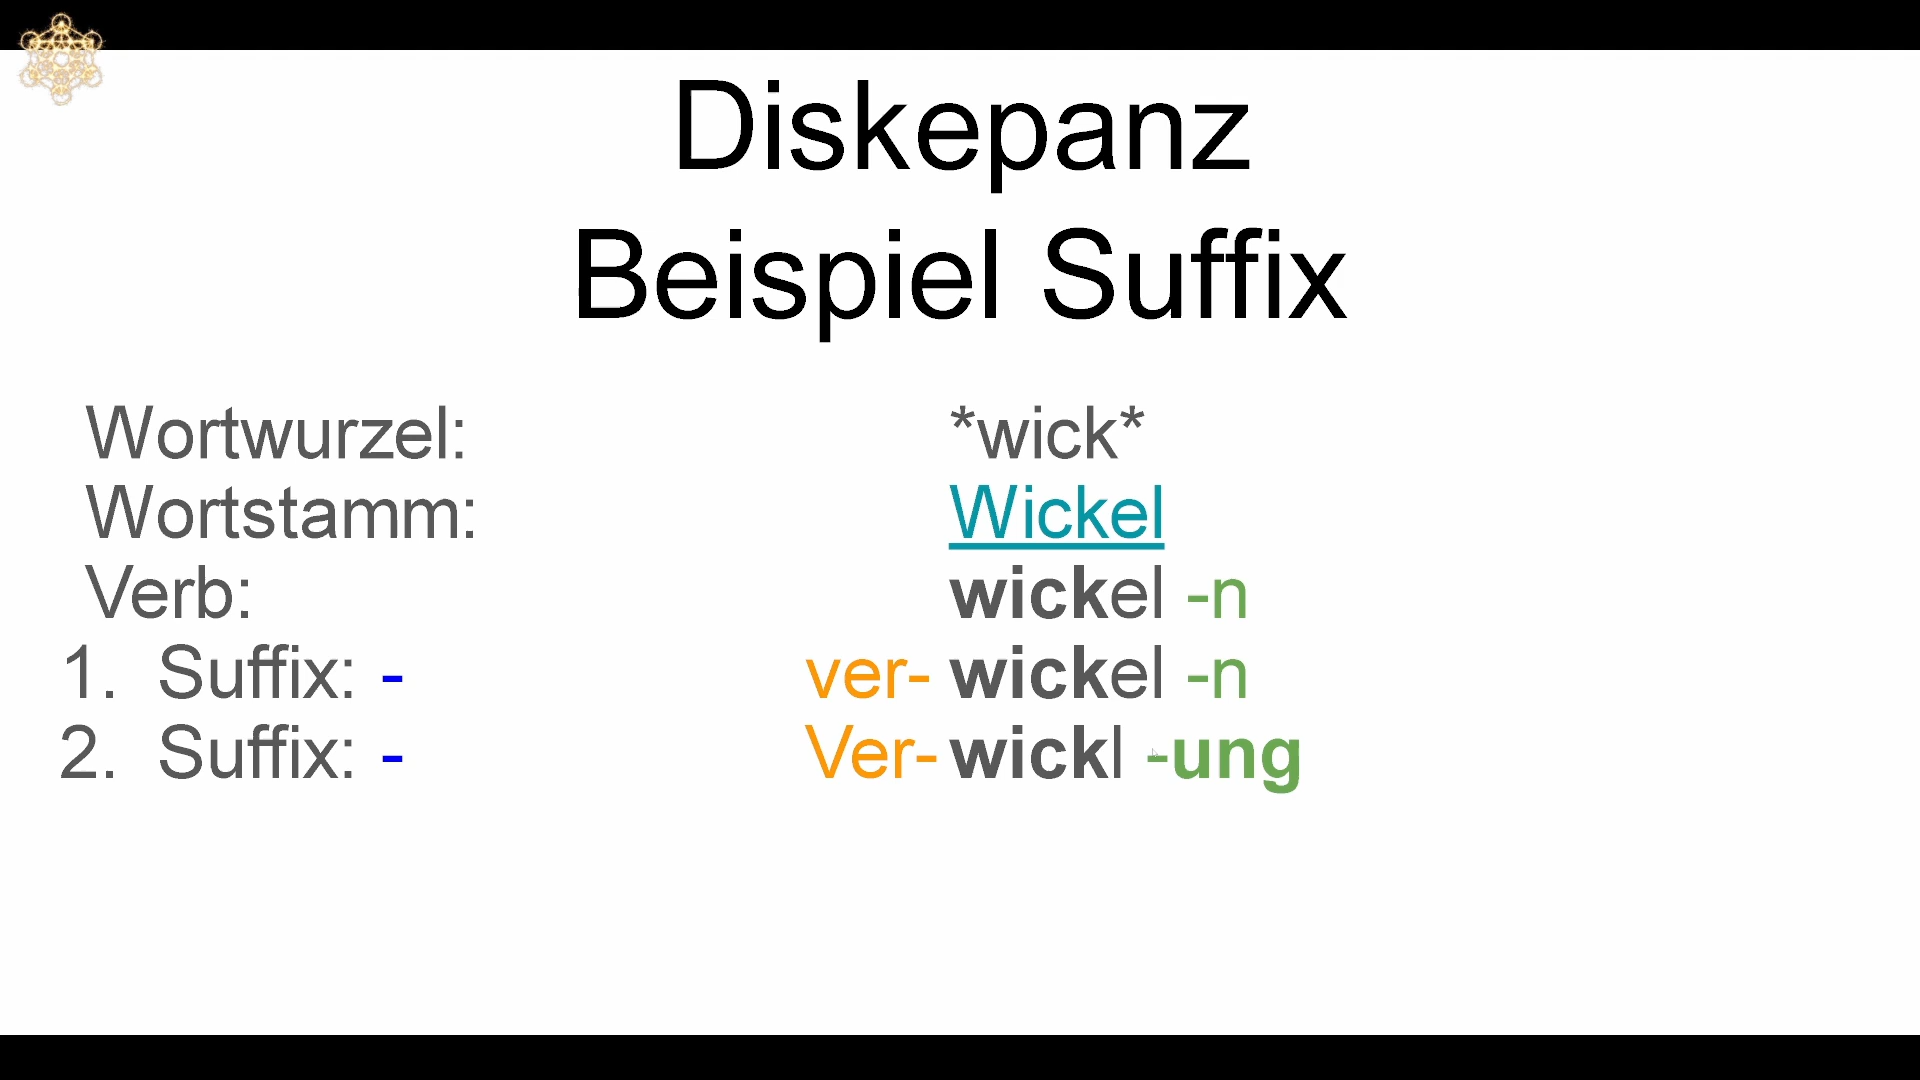 Diskepanz
Beispiel Suffix
Wortwurzel: *wick*
Wortstamm: Wickel
Verb: wickel -n
1. Suffix: - ver- wickel -n
2. Suffix: - Ver- wickl -ung